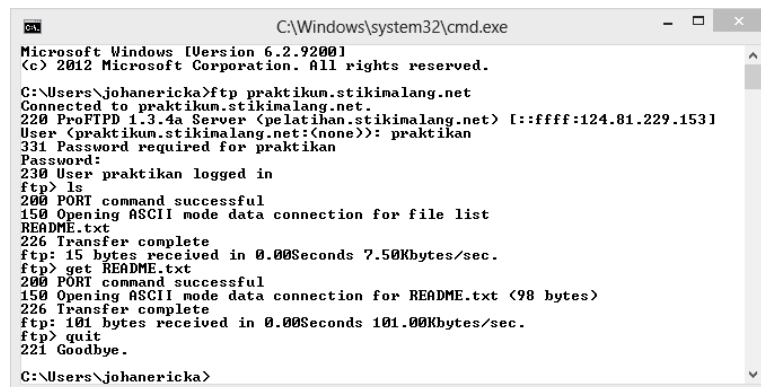 C:\Windows\system32\cmd.exe
Microsoft Windows [Version 6.2.9200]
(c) 2012 Microsoft Corporation. All rights reserved.
C:\Users\johanericka>ftp praktikum.stikimalang.net
Connected to praktikum.stikimalang.net.
220 ProFTPD 1.3.4a Server (pelatihan.stikimalang.net) [::ffff:124.81.229.153]
User (praktikum.stikimalang.net:(none)): praktikan
331 Password required for praktikan
Password:
230 User praktikan logged in
ftp> ls
200 PORT command successful
150 Opening ASCII mode data connection for file list
README.txt
226 Transfer complete
ftp: 15 bytes received in 0.00Seconds 7.50Kbytes/sec.
ftp> get README.txt
200 PORT command successful
150 Opening ASCII mode data connection for README.txt (98 bytes)
226 Transfer complete
ftp: 101 bytes received in 0.00Seconds 101.00Kbytes/sec.
ftp> quit
221 Goodbye.
C:\Users\johanericka>